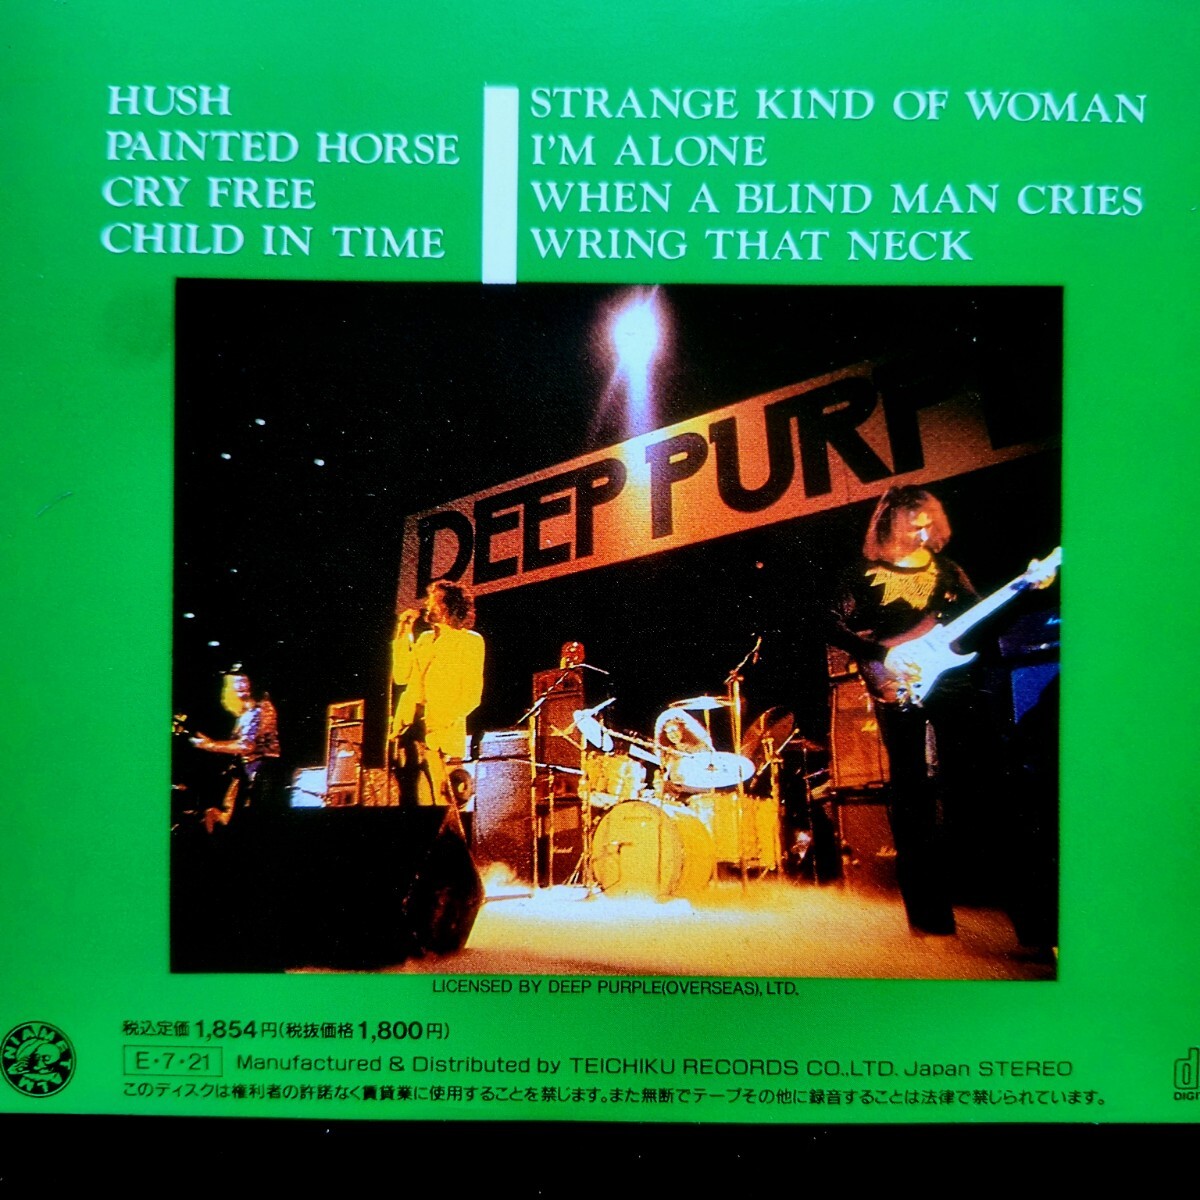 HUSH
PAINTED HORSE
CRY FREE
CHILD IN TIME
STRANGE KIND OF WOMAN
I'M ALONE
WHEN A BLIND MAN CRIES
WRING THAT NECK
DEEP PURPL
LICENSED BY DEEP PURPLE(OVERSEAS), LTD.
税込定価1,854円(税抜価格1,800円)
E・7・21 Manufactured & Distributed by TEICHIKU RECORDS CO.,LTD. Japan STEREO
このディスクは権利者の許諾なく賃貸業に使用することを禁じます。また無断でテープその他に録音することは法律で禁じられています。